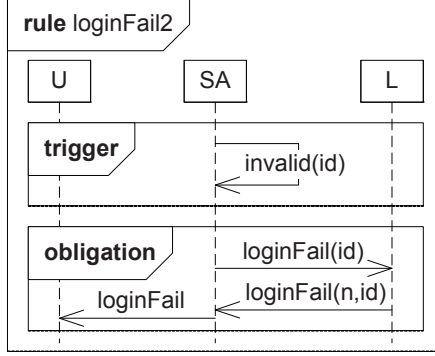 rule loginFail2
U
SA
L
trigger
invalid(id)
obligation
loginFail(id)
loginFail
loginFail(n,id)